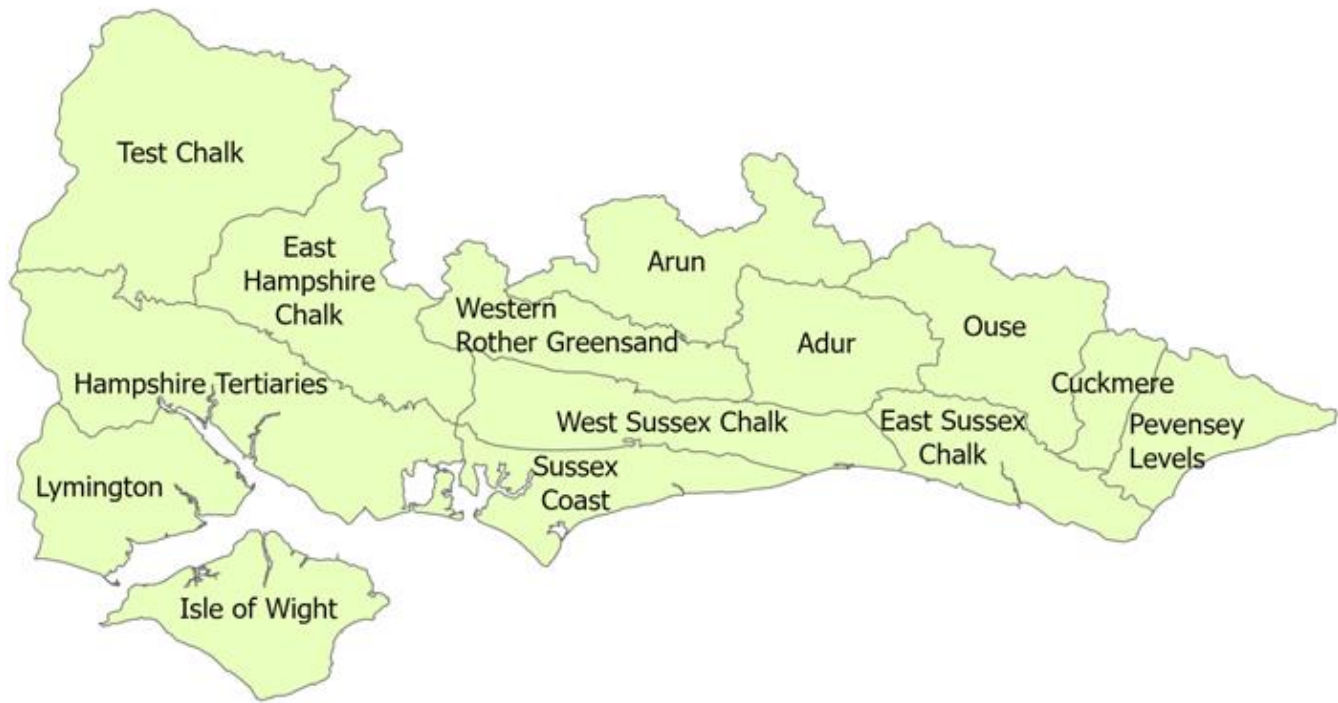 Test Chalk
East
Hampshire
Chalk
Arun
Western
Rother Greensand
Adur
Ouse
Hampshire Tertiaries
Cuckmere
West Sussex Chalk
East Sussex
Chalk
Pevensey
Levels
Lymington
Sussex
Coast
Isle of Wight